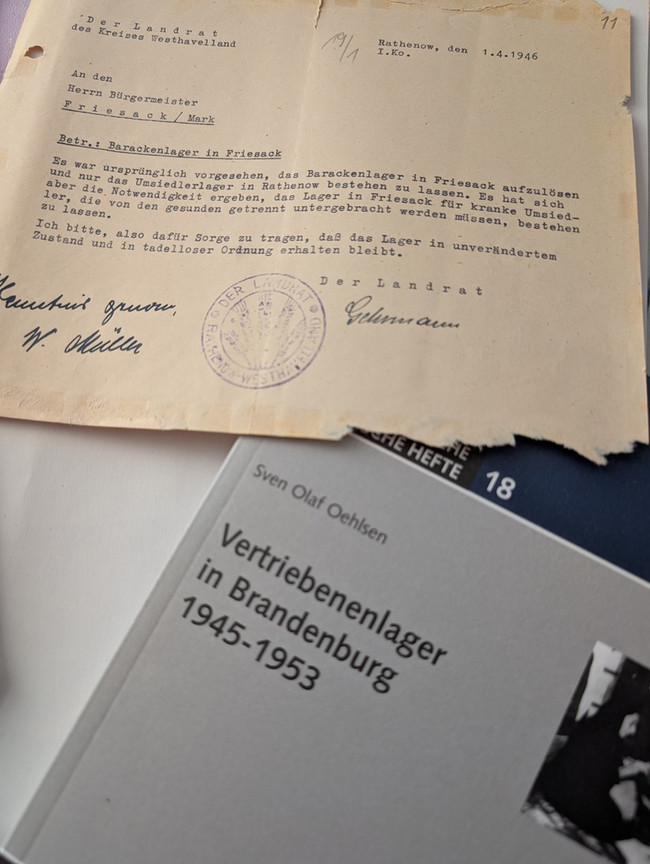 11
Der Landrat
des Kreises Westhavelland
19/1
Rathenow, den 1.4.1946
I.Ko.
An den
Herrn Bürgermeister
Friesack/Mark
Betr.: Barackenlager in Friesack
Es war ursprünglich vorgesehen, das Barackenlager in Friesack aufzulösen
und nur das Umsiedlerlager in Rathenow bestehen zu lassen. Es hat sich
aber die Notwendigkeit ergeben, das Lager in Friesack für kranke Umsied-
ler, die von den gesunden getrennt untergebracht werden müssen, bestehen
zu lassen.
Ich bitte, also dafür Sorge zu tragen, daß das Lager in unverändertem
Zustand und in tadelloser Ordnung erhalten bleibt.
Der Landrat
W. Müller
DER LANDRAT
HEFTE
18
Sven Olaf Oehlsen
Vertriebenenlager
in Brandenburg
1945-1953